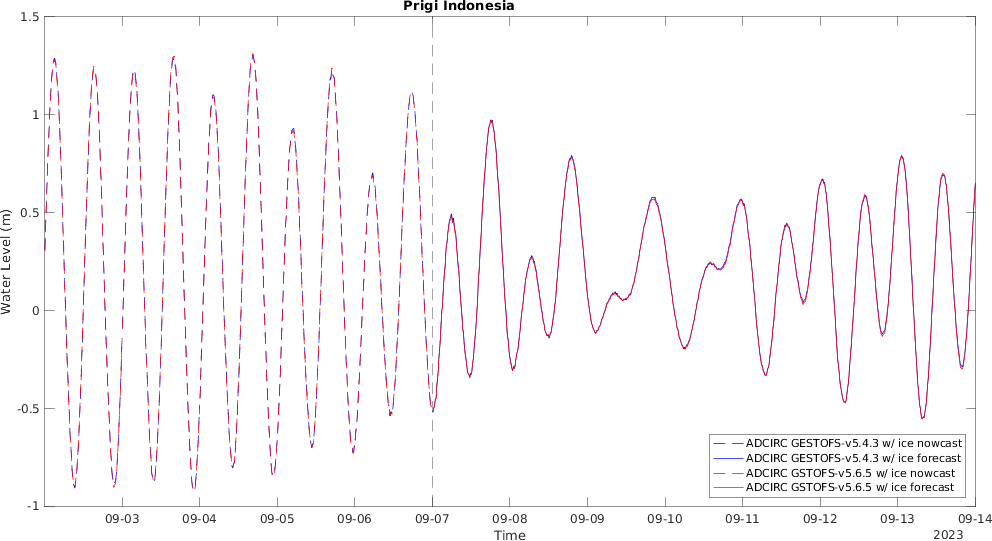 Prigi Indonesia
1.5
1
0.5
0
-0.5
-1
Water Level (m)
ADCIRC GESTOFS-v5.4.3 w/ ice nowcast
ADCIRC GESTOFS-v5.4.3 w/ ice forecast
ADCIRC GSTOFS-v5.6.5 w/ ice nowcast
ADCIRC GSTOFS-v5.6.5 w/ ice forecast
09-03 09-04 09-05 09-06 09-07 09-08 09-09 09-10 09-11 09-12 09-13 09-14
Time
2023